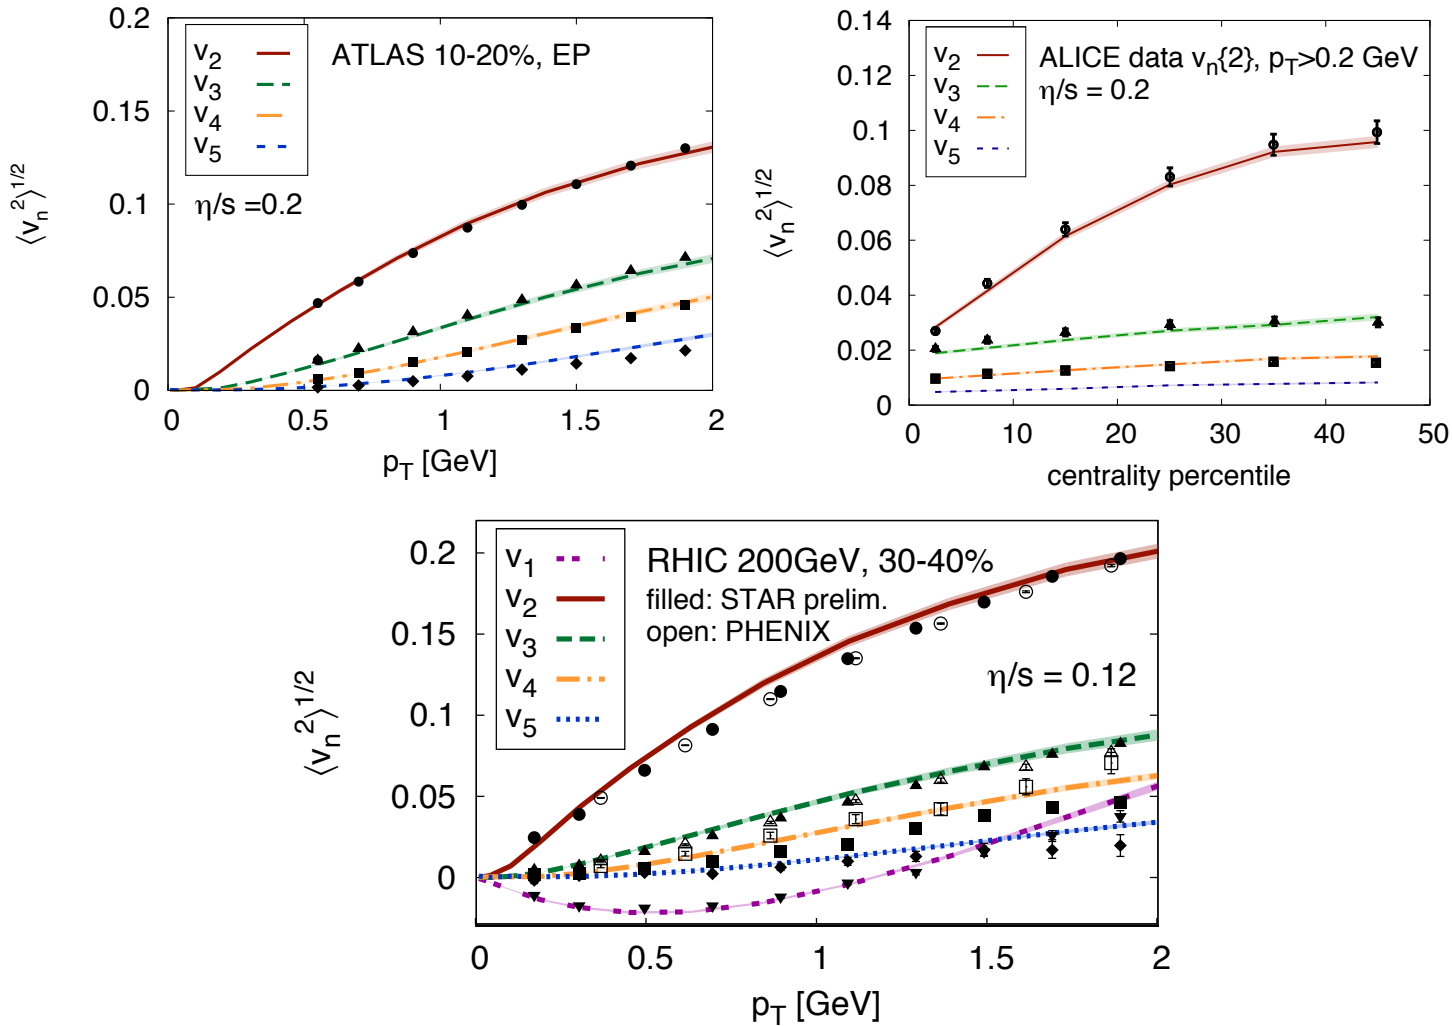 ATLAS 10-20%, EP
v2
v3
v4
v5
η/s =0.2
⟨vn²⟩^1/2
0.2
0.15
0.1
0.05
0
0 0.5 1 1.5 2
pT [GeV]
ALICE data vn{2}, pT>0.2 GeV
η/s = 0.2
v2
v3
v4
v5
⟨vn²⟩^1/2
0.14
0.12
0.1
0.08
0.06
0.04
0.02
0
0 10 20 30 40 50
centrality percentile
RHIC 200GeV, 30-40%
filled: STAR prelim.
open: PHENIX
η/s = 0.12
v1
v2
v3
v4
v5
⟨vn²⟩^1/2
0.2
0.15
0.1
0.05
0
0 0.5 1 1.5 2
pT [GeV]